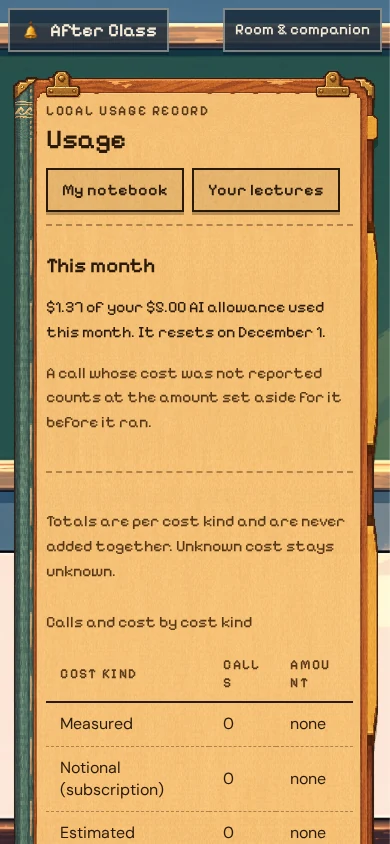 After Class
Room & companion
LOCAL USAGE RECORD
Usage
My notebook
Your lectures
This month
$1.37 of your $8.00 AI allowance used
this month. It resets on December 1.
A call whose cost was not reported
counts at the amount set aside for it
before it ran.
Totals are per cost kind and are never
added together. Unknown cost stays
unknown.
Calls and cost by cost kind
COST KIND
CALL
S
AMOU
NT
Measured 0 none
Notional
(subscription) 0 none
Estimated 0 none